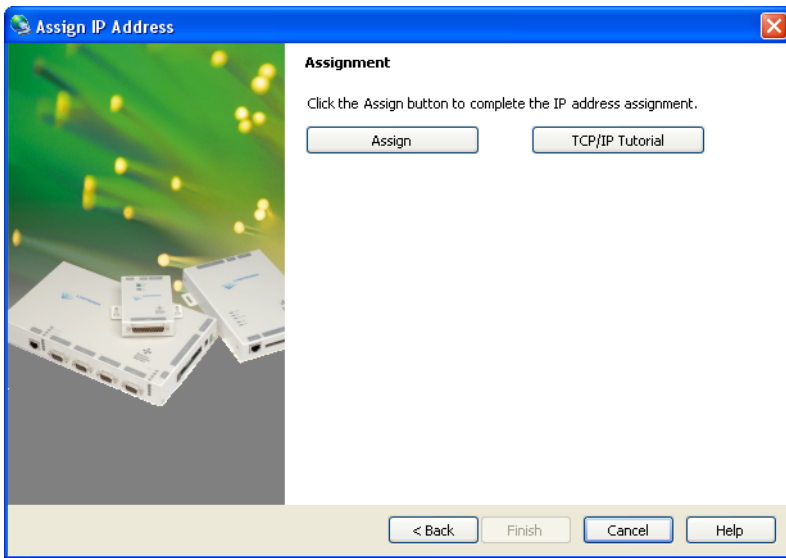 Assign IP Address
Assignment
Click the Assign button to complete the IP address assignment.
Assign
TCP/IP Tutorial
< Back
Finish
Cancel
Help